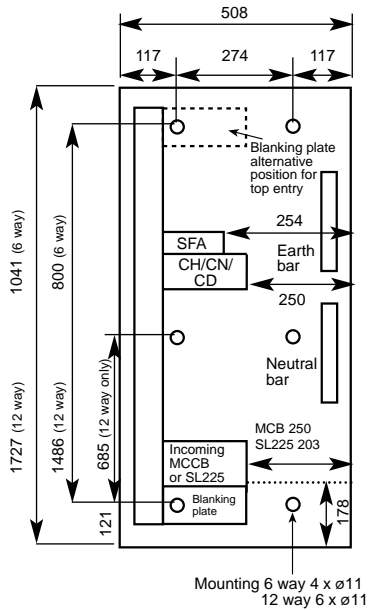 508
117
274
117
Blanking plate
alternative
position for
top entry
1041 (6 way)
800 (6 way)
254
SFA
Earth
bar
CH/CN/
CD
250
Neutral
bar
1727 (12 way)
1486 (12 way)
685 (12 way only)
MCB 250
SL225 203
Incoming
MCCB
or SL225
Blanking
plate
121
178
Mounting 6 way 4 x ø11
12 way 6 x ø11